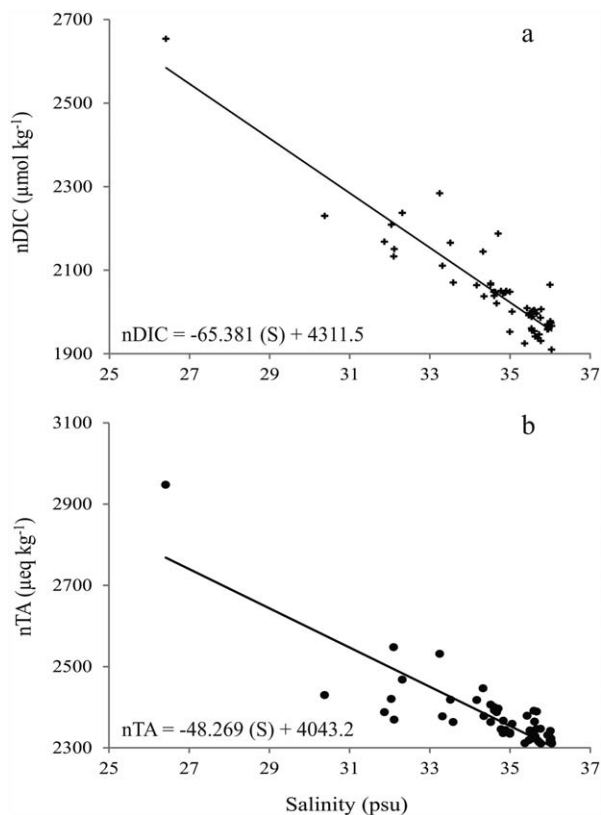 a
2700
2500
2300
2100
1900
nDIC (µmol kg⁻¹)
nDIC = -65.381 (S) + 4311.5
25 27 29 31 33 35 37
b
3100
2900
2700
2500
2300
nTA (µeq kg⁻¹)
nTA = -48.269 (S) + 4043.2
25 27 29 31 33 35 37
Salinity (psu)